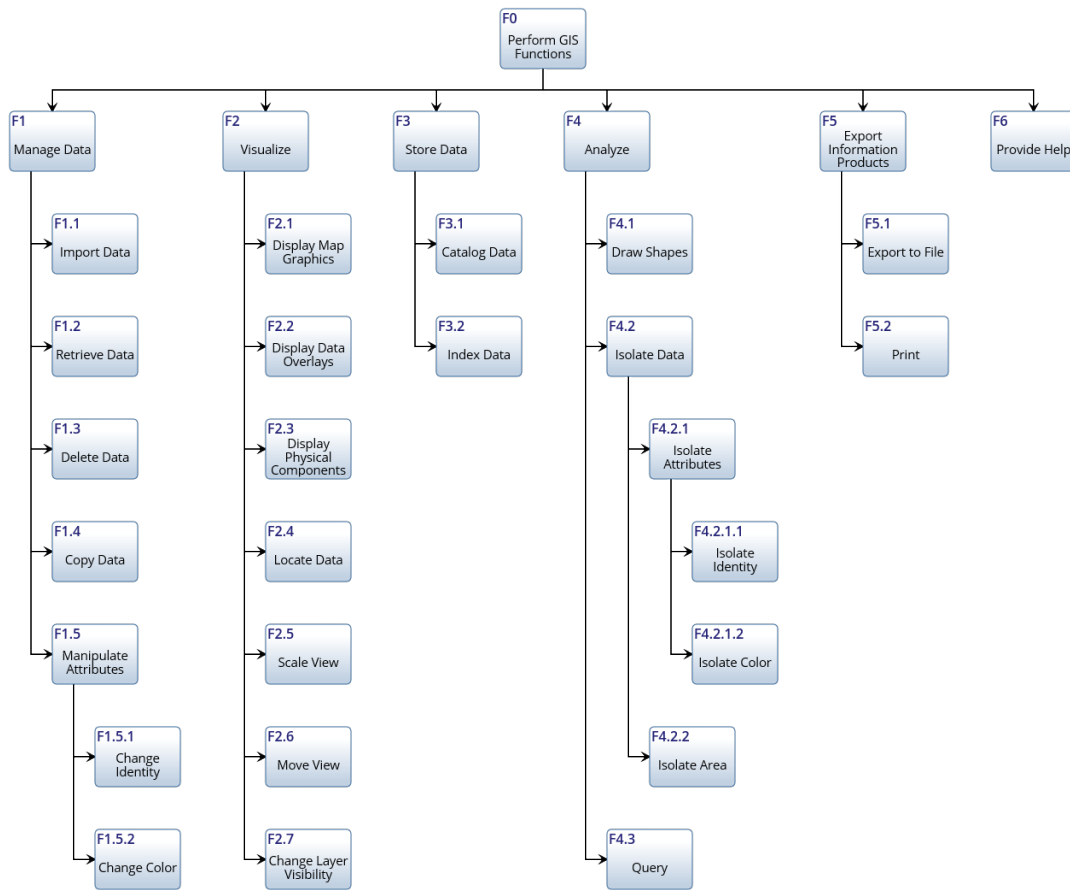 F0
Perform GIS
Functions
F1
Manage Data
F2
Visualize
F3
Store Data
F4
Analyze
F5
Export
Information
Products
F6
Provide Help
F1.1
Import Data
F2.1
Display Map
Graphics
F3.1
Catalog Data
F4.1
Draw Shapes
F5.1
Export to File
F1.2
Retrieve Data
F2.2
Display Data
Overlays
F3.2
Index Data
F4.2
Isolate Data
F5.2
Print
F1.3
Delete Data
F2.3
Display
Physical
Components
F4.2.1
Isolate
Attributes
F1.4
Copy Data
F2.4
Locate Data
F4.2.1.1
Isolate
Identity
F1.5
Manipulate
Attributes
F2.5
Scale View
F4.2.1.2
Isolate Color
F1.5.1
Change
Identity
F2.6
Move View
F4.2.2
Isolate Area
F1.5.2
Change Color
F2.7
Change Layer
Visibility
F4.3
Query